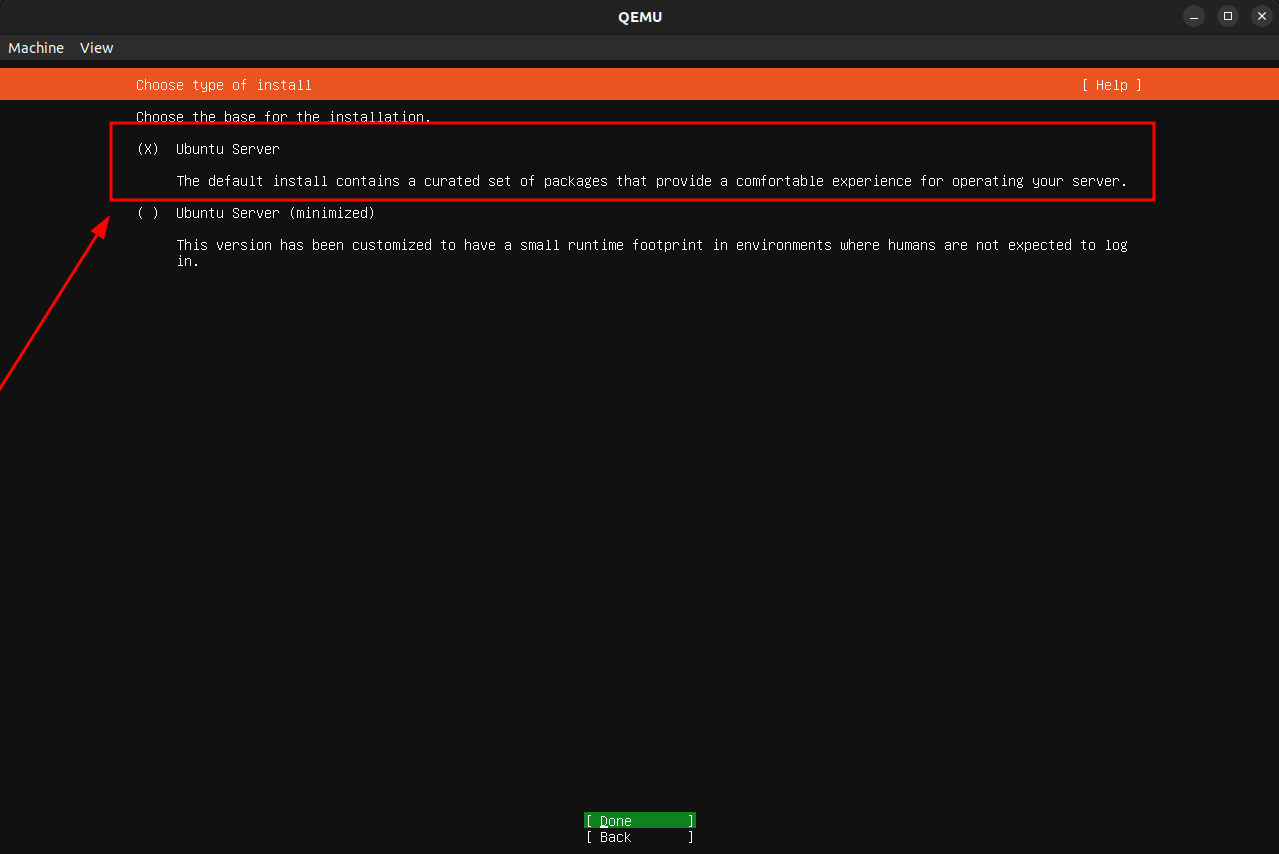 QEMU
Machine View
Choose type of install [ Help ]
Choose the base for the installation.
(X) Ubuntu Server
The default install contains a curated set of packages that provide a comfortable experience for operating your server.
( ) Ubuntu Server (minimized)
This version has been customized to have a small runtime footprint in environments where humans are not expected to log
in.
[ Done ]
[ Back ]